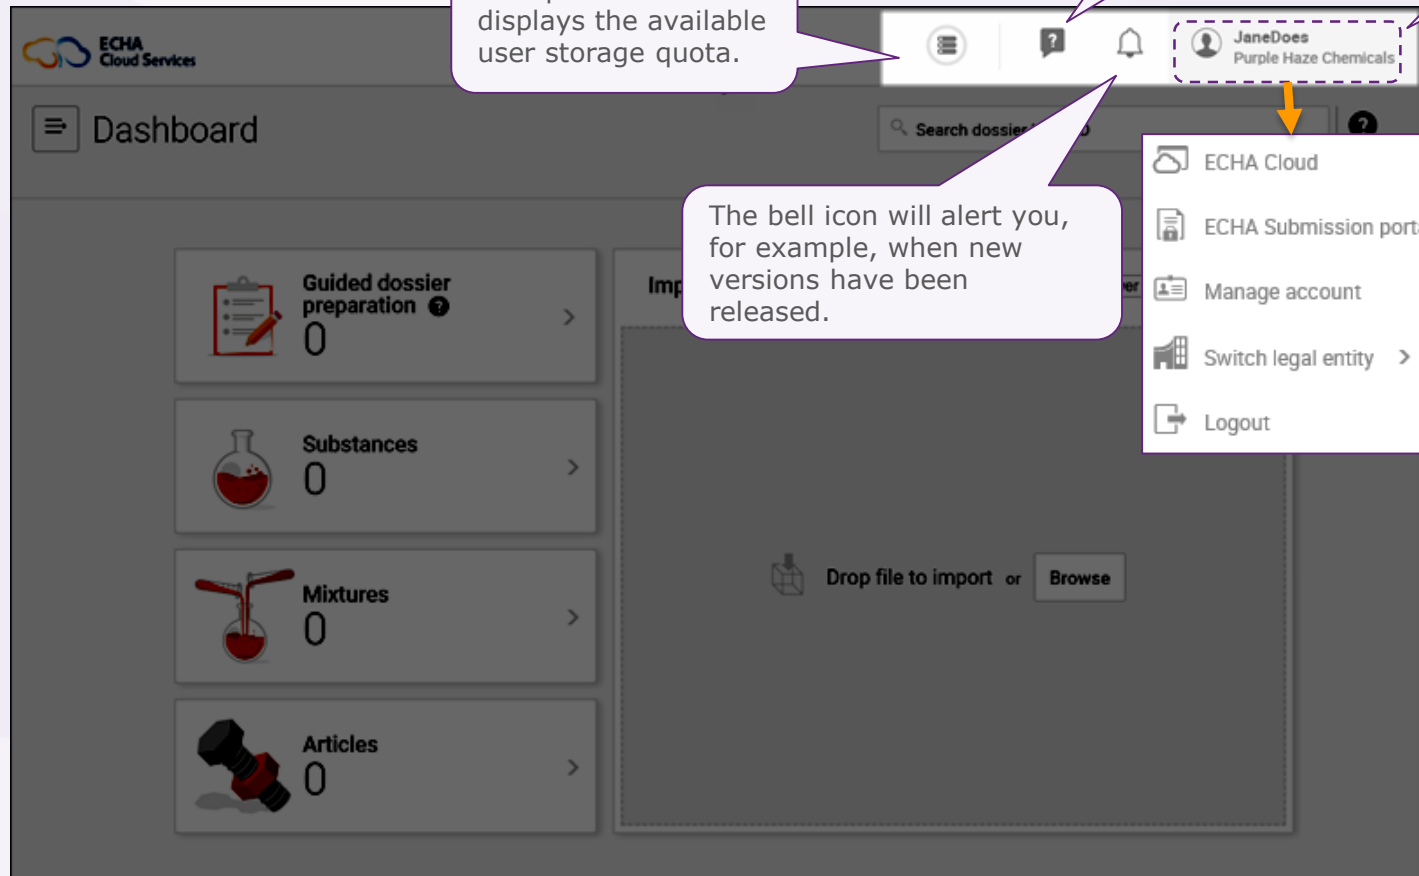 displays the available
user storage quota.
ECHA
Cloud Services
?
JaneDoes
Purple Haze Chemicals
Dashboard
Search dossier
?
ECHA Cloud
ECHA Submission
Manage account
Switch legal entity
Logout
The bell icon will alert you,
for example, when new
versions have been
released.
Guided dossier
preparation ?
0
Substances
0
Mixtures
0
Articles
0
Drop file to import or Browse